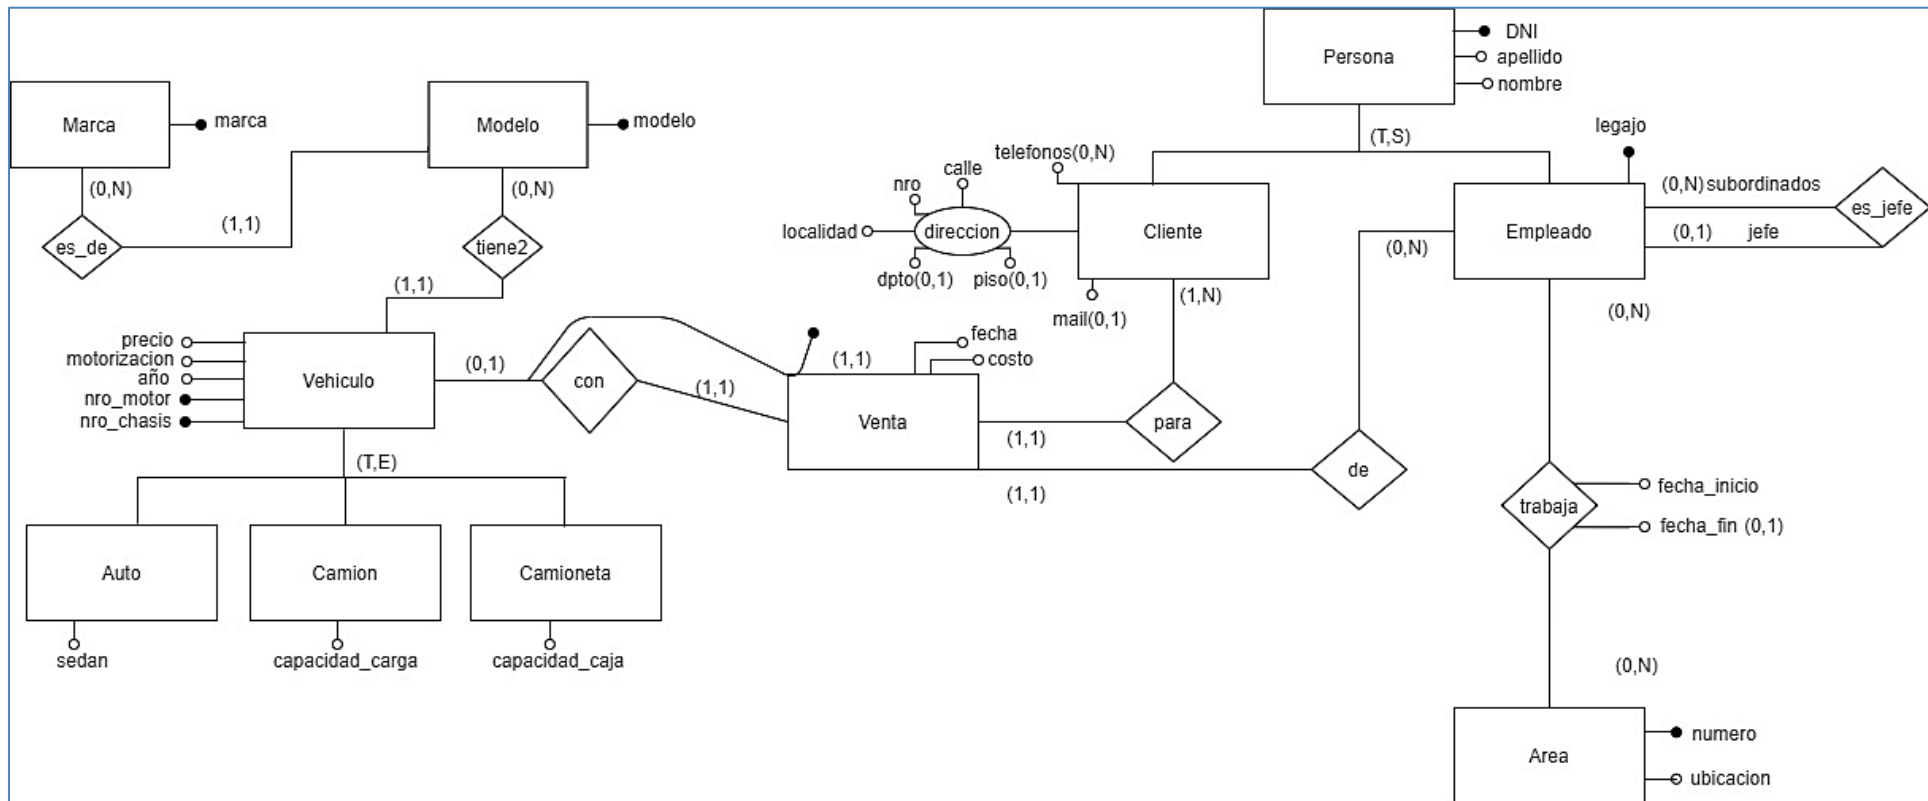 Persona
DNI
apellido
nombre
Marca
marca
Modelo
modelo
(T,S)
legajo
(0,N)
(0,N)
telefonos(0,N)
calle
nro
localidad
direccion
dpto(0,1)
piso(0,1)
Cliente
mail(0,1)
(1,N)
Empleado
(0,N) subordinados
(0,1) jefe
es_jefe
(0,N)
(0,N)
es_de
(1,1)
tiene2
(1,1)
precio
motorizacion
año
nro_motor
nro_chasis
Vehiculo
(0,1)
con
(1,1)
(1,1)
fecha
costo
Venta
(1,1)
para
(1,1)
de
(T,E)
Auto
Camion
Camioneta
sedan
capacidad_carga
capacidad_caja
trabaja
fecha_inicio
fecha_fin (0,1)
(0,N)
Area
numero
ubicacion